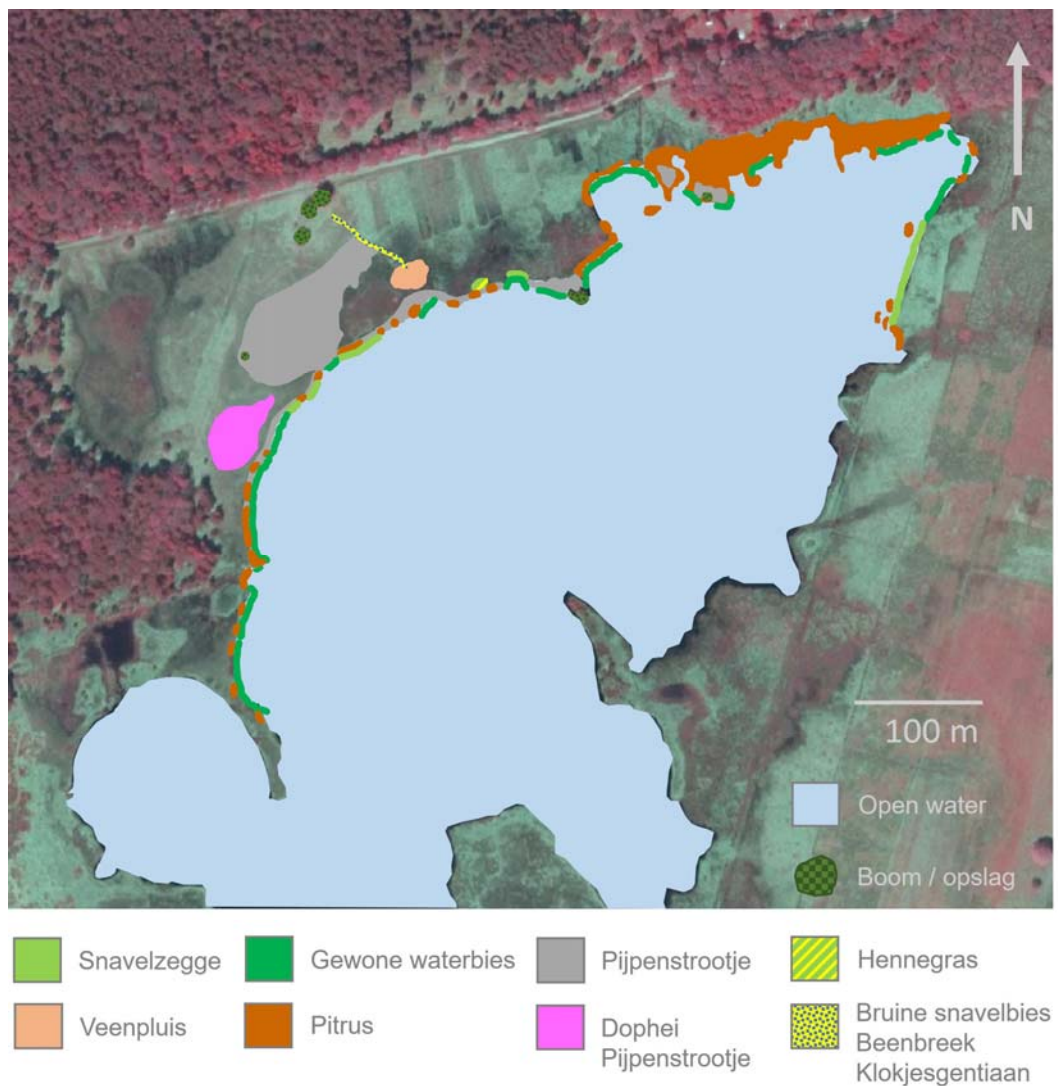 N
100 m
Open water
Boom / opslag
Snavelzegge
Gewone waterbies
Pijpenstrootje
Hennegras
Veenpluis
Pitrus
Dophei
Pijpenstrootje
Bruine snavelbies
Beenbreek
Klokjesgentiaan